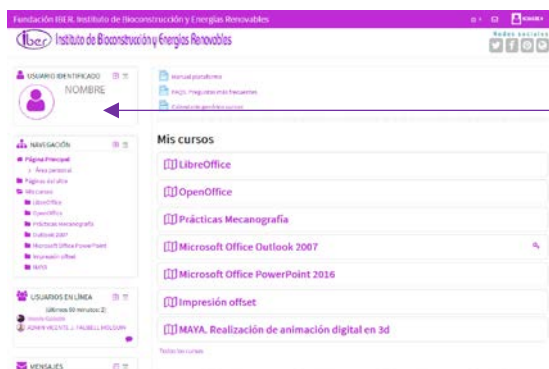 Fundación IBER. Instituto de Bioconstrucción y Energías Renovables
iber Instituto de Bioconstrucción y Energías Renovables
Redes sociales
USUARIO IDENTIFICADO
NOMBRE
Manual plataforma
FAQS. Preguntas más frecuentes
NAVEGACIÓN
Página Principal
Área personal
Páginas del sitio
Mis cursos
LibreOffice
OpenOffice
Prácticas Mecanografía
Outlook 2007
Microsoft Office PowerPoint
Impresión offset
MAYA
USUARIOS EN LÍNEA
(últimos 50 minutos: 2)
MENSAJES
Mis cursos
LibreOffice
OpenOffice
Prácticas Mecanografía
Microsoft Office Outlook 2007
Microsoft Office PowerPoint 2016
Impresión offset
MAYA. Realización de animación digital en 3d
Todos los cursos